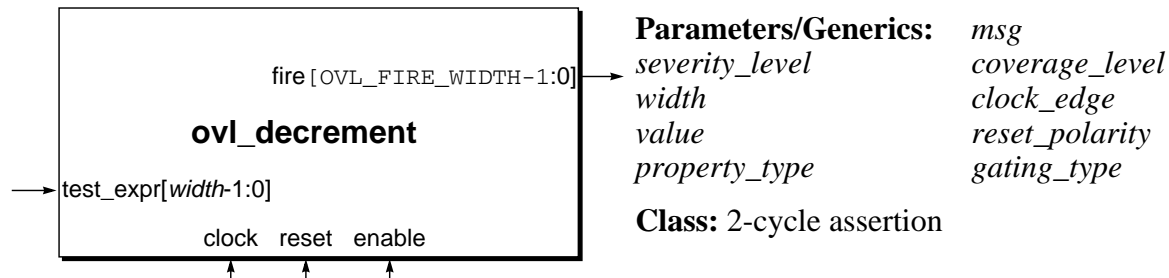 fire[OVL_FIRE_WIDTH-1:0]
ovl_decrement
test_expr[width-1:0]
clock reset enable
Parameters/Generics: msg
severity_level coverage_level
width clock_edge
value reset_polarity
property_type gating_type
Class: 2-cycle assertion